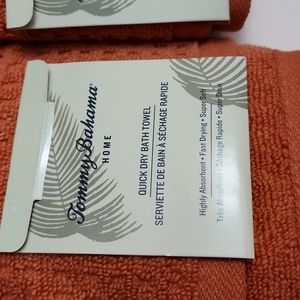 Tommy Bahama®
HOME
QUICK DRY BATH TOWEL
SERVIETTE DE BAIN À SÉCHAGE RAPIDE
Highly Absorbent • Fast Drying • Super Soft
Très Absorbant • Séchage Rapide • Super Doux